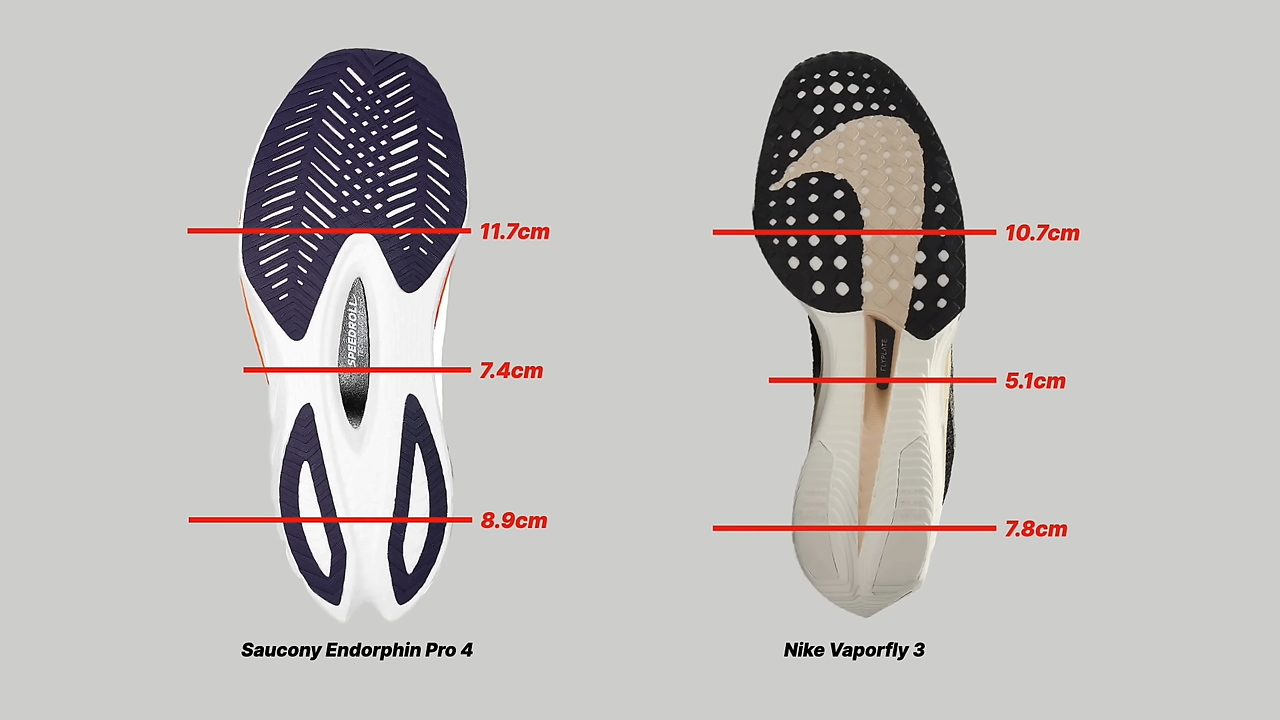 11.7cm
10.7cm
SPEEDROLL
FLYPLATE
7.4cm
5.1cm
8.9cm
7.8cm
Saucony Endorphin Pro 4
Nike Vaporfly 3